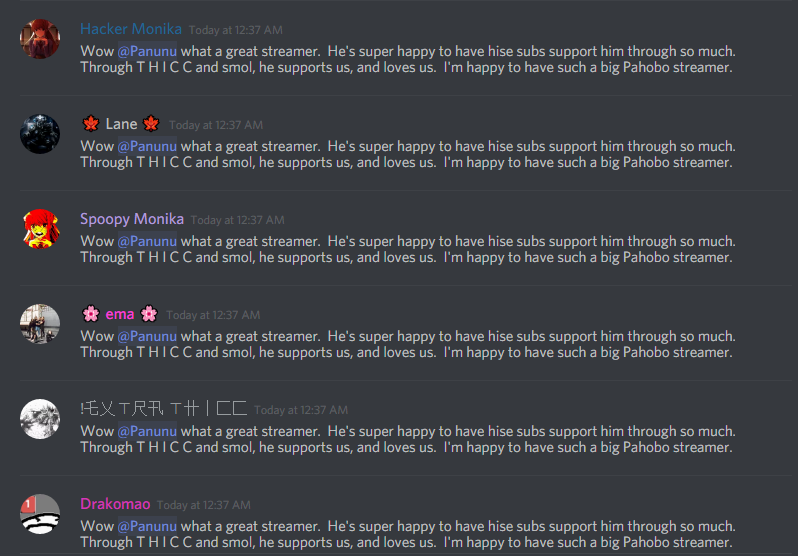 Hacker Monika Today at 12:37 AM
Wow @Panunu what a great streamer. He's super happy to have hise subs support him through so much.
Through T H I C C and smol, he supports us, and loves us. I'm happy to have such a big Pahobo streamer.
🍁 Lane 🍁 Today at 12:37 AM
Wow @Panunu what a great streamer. He's super happy to have hise subs support him through so much.
Through T H I C C and smol, he supports us, and loves us. I'm happy to have such a big Pahobo streamer.
Spoopy Monika Today at 12:37 AM
Wow @Panunu what a great streamer. He's super happy to have hise subs support him through so much.
Through T H I C C and smol, he supports us, and loves us. I'm happy to have such a big Pahobo streamer.
🌸 ema 🌸 Today at 12:37 AM
Wow @Panunu what a great streamer. He's super happy to have hise subs support him through so much.
Through T H I C C and smol, he supports us, and loves us. I'm happy to have such a big Pahobo streamer.
!乇乂ㄒ尺卂 ㄒ卄丨匚匚 Today at 12:37 AM
Wow @Panunu what a great streamer. He's super happy to have hise subs support him through so much.
Through T H I C C and smol, he supports us, and loves us. I'm happy to have such a big Pahobo streamer.
1
Drakomao Today at 12:37 AM
Wow @Panunu what a great streamer. He's super happy to have hise subs support him through so much.
Through T H I C C and smol, he supports us, and loves us. I'm happy to have such a big Pahobo streamer.